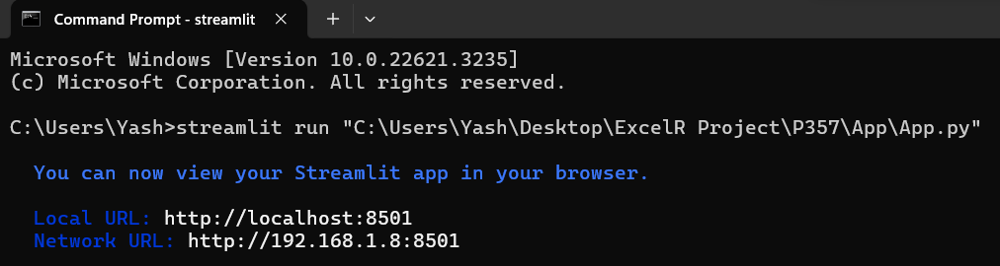 Command Prompt - streamlit
Microsoft Windows [Version 10.0.22621.3235]
(c) Microsoft Corporation. All rights reserved.
C:\Users\Yash>streamlit run "C:\Users\Yash\Desktop\ExcelR Project\P357\App\App.py"
You can now view your Streamlit app in your browser.
Local URL: http://localhost:8501
Network URL: http://192.168.1.8:8501